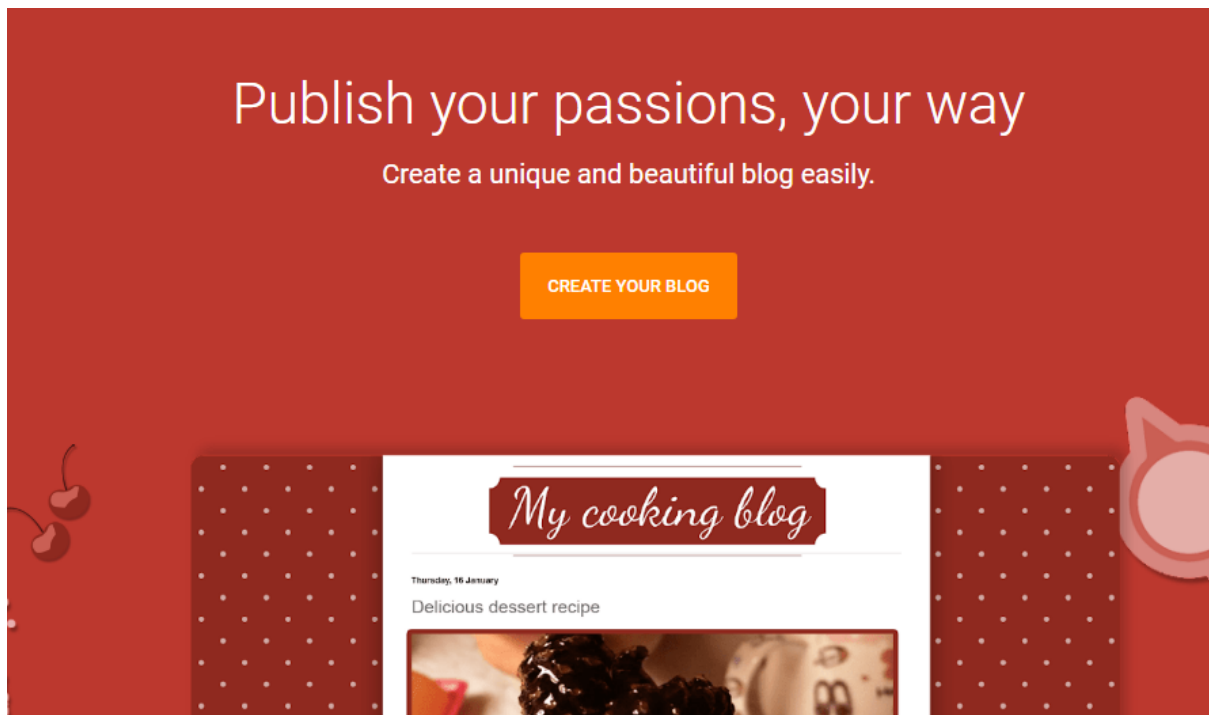 Publish your passions, your way
Create a unique and beautiful blog easily.
CREATE YOUR BLOG
My cooking blog
Thursday, 16 January
Delicious dessert recipe